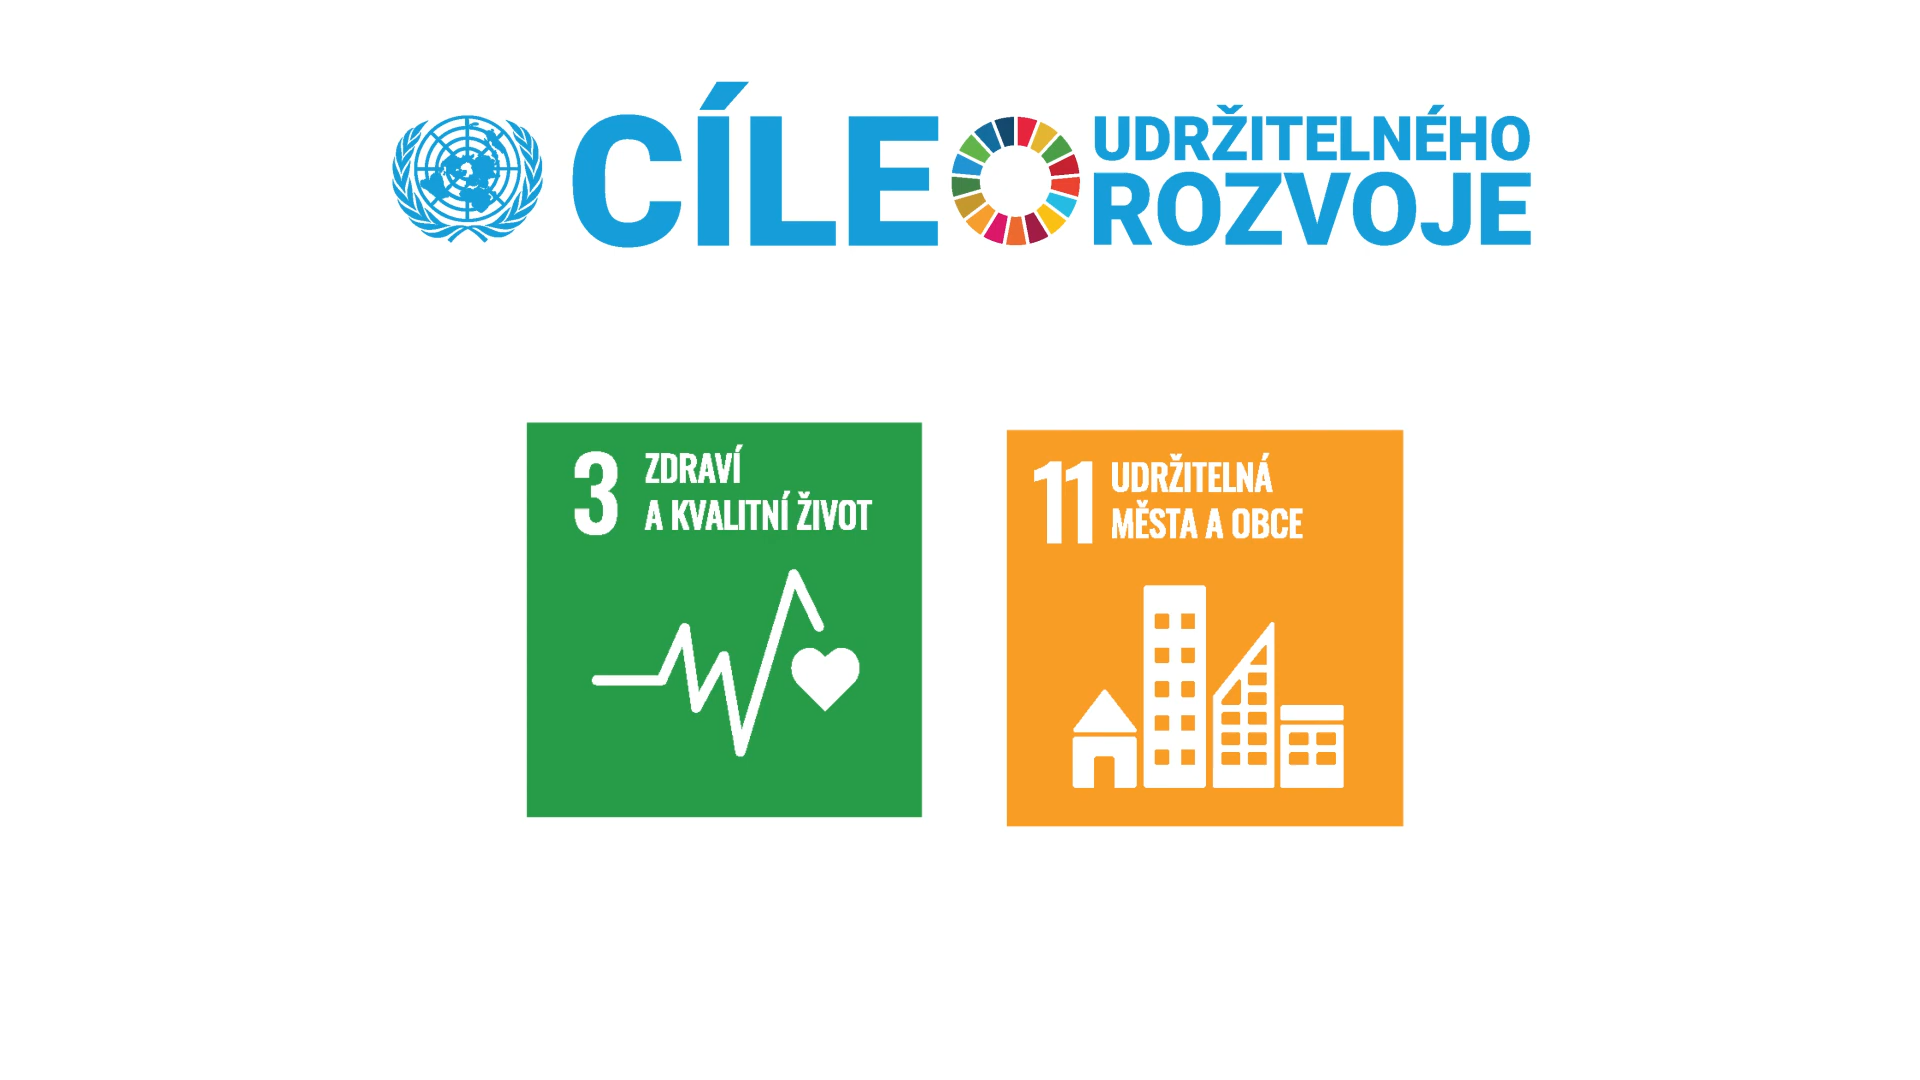 CÍLE UDRŽITELNÉHO
ROZVOJE
3 ZDRAVÍ
A KVALITNÍ ŽIVOT
11 UDRŽITELNÁ
MĚSTA A OBCE